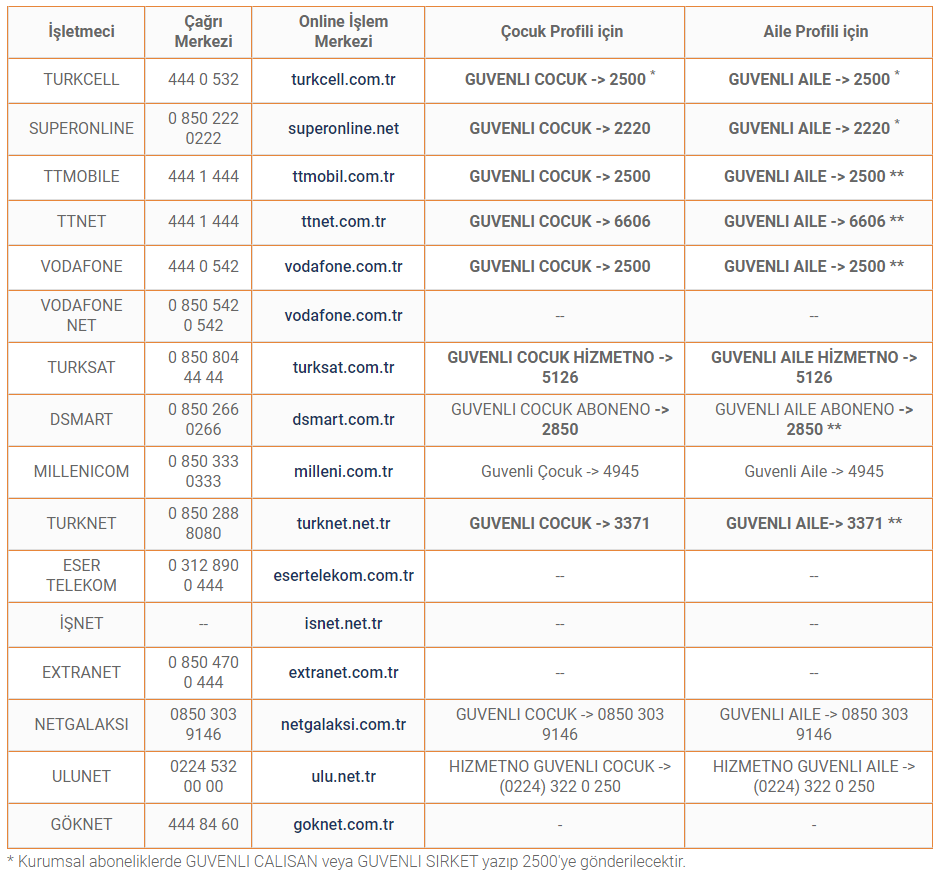 İşletmeci
Çağrı
Merkezi
Online İşlem
Merkezi
Çocuk Profili için
Aile Profili için
TURKCELL
444 0 532
turkcell.com.tr
GUVENLI COCUK -> 2500 *
GUVENLI AILE -> 2500 *
SUPERONLINE
0 850 222
0222
superonline.net
GUVENLI COCUK -> 2220
GUVENLI AILE -> 2220 *
TTMOBILE
444 1 444
ttmobil.com.tr
GUVENLI COCUK -> 2500
GUVENLI AILE -> 2500 **
TTNET
444 1 444
ttnet.com.tr
GUVENLI COCUK -> 6606
GUVENLI AILE -> 6606 **
VODAFONE
444 0 542
vodafone.com.tr
GUVENLI COCUK -> 2500
GUVENLI AILE -> 2500 **
VODAFONE
NET
0 850 542
0 542
vodafone.com.tr
--
--
TURKSAT
0 850 804
44 44
turksat.com.tr
GUVENLI COCUK HİZMETNO ->
5126
GUVENLI AILE HİZMETNO ->
5126
DSMART
0 850 266
0266
dsmart.com.tr
GUVENLI COCUK ABONENO ->
2850
GUVENLI AILE ABONENO ->
2850 **
MILLENICOM
0 850 333
0333
milleni.com.tr
Guvenli Çocuk -> 4945
Guvenli Aile -> 4945
TURKNET
0 850 288
8080
turknet.net.tr
GUVENLI COCUK -> 3371
GUVENLI AILE-> 3371 **
ESER
TELEKOM
0 312 890
0 444
esertelekom.com.tr
--
--
İŞNET
--
isnet.net.tr
--
--
EXTRANET
0 850 470
0 444
extranet.com.tr
--
--
NETGALAKSI
0850 303
9146
netgalaksi.com.tr
GUVENLI COCUK -> 0850 303
9146
GUVENLI AILE -> 0850 303
9146
ULUNET
0224 532
00 00
ulu.net.tr
HIZMETNO GUVENLI COCUK ->
(0224) 322 0 250
HIZMETNO GUVENLI AILE ->
(0224) 322 0 250
GÖKNET
444 84 60
goknet.com.tr
-
-
* Kurumsal aboneliklerde GUVENLI CALISAN veya GUVENLI SIRKET yazıp 2500'ye gönderilecektir.